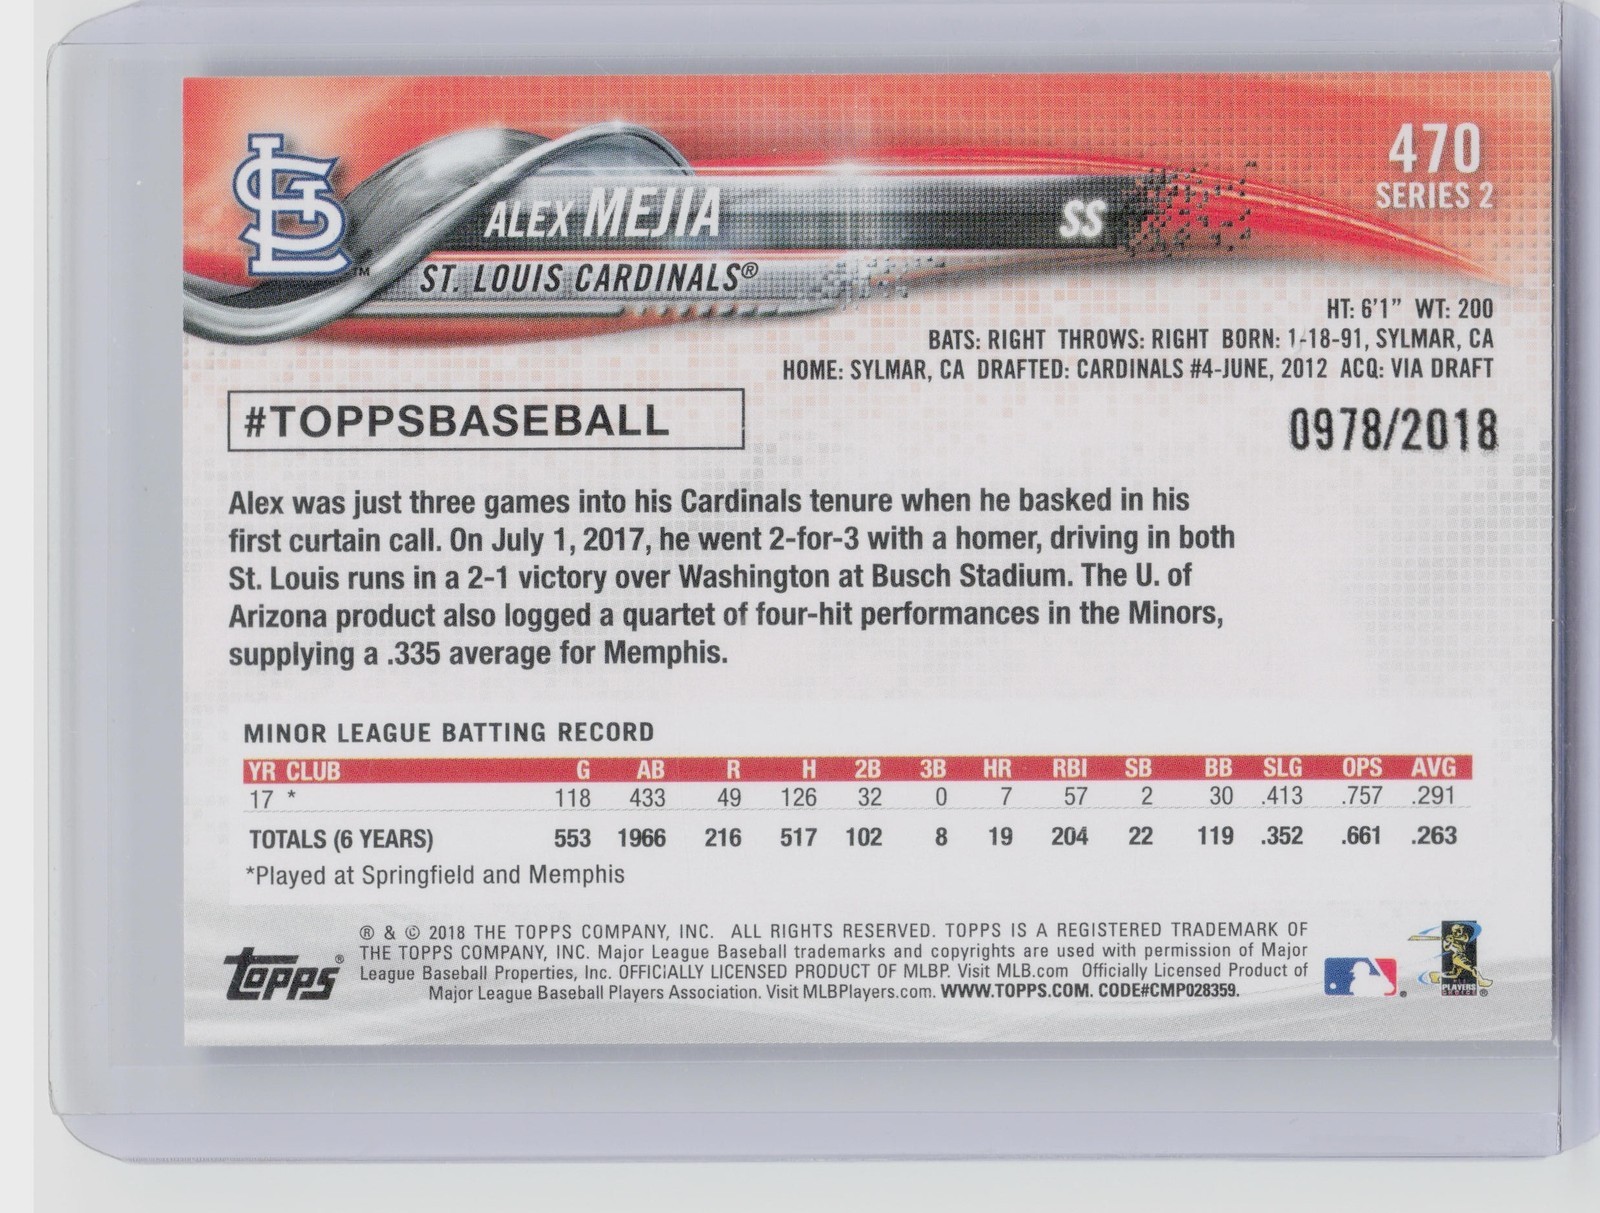 470
SERIES 2
ALEX MEJIA SS
ST. LOUIS CARDINALS®
STL ™
HT: 6'1" WT: 200
BATS: RIGHT THROWS: RIGHT BORN: 1-18-91, SYLMAR, CA
HOME: SYLMAR, CA DRAFTED: CARDINALS #4-JUNE, 2012 ACQ: VIA DRAFT
#TOPPSBASEBALL
0978/2018
Alex was just three games into his Cardinals tenure when he basked in his
first curtain call. On July 1, 2017, he went 2-for-3 with a homer, driving in both
St. Louis runs in a 2-1 victory over Washington at Busch Stadium. The U. of
Arizona product also logged a quartet of four-hit performances in the Minors,
supplying a .335 average for Memphis.
MINOR LEAGUE BATTING RECORD
YR CLUB G AB R H 2B 3B HR RBI SB BB SLG OPS AVG
17 * 118 433 49 126 32 0 7 57 2 30 .413 .757 .291
TOTALS (6 YEARS) 553 1966 216 517 102 8 19 204 22 119 .352 .661 .263
*Played at Springfield and Memphis
® & © 2018 THE TOPPS COMPANY, INC. ALL RIGHTS RESERVED. TOPPS IS A REGISTERED TRADEMARK OF
THE TOPPS COMPANY, INC. Major League Baseball trademarks and copyrights are used with permission of Major
League Baseball Properties, Inc. OFFICIALLY LICENSED PRODUCT OF MLBP. Visit MLB.com Officially Licensed Product of
Major League Baseball Players Association. Visit MLBPlayers.com. WWW.TOPPS.COM. CODE#CMP028359.
topps®
PLAYERS
CHOICE ®